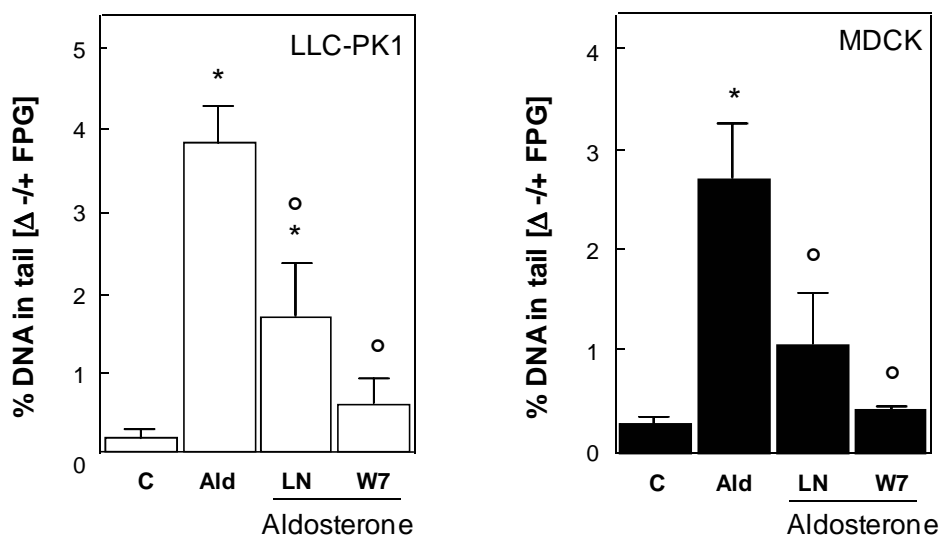 % DNA in tail [Δ -/+ FPG]
LLC-PK1
5
4
3
2
1
0
*
°
*
°
C Ald LN W7
Aldosterone
% DNA in tail [Δ -/+ FPG]
MDCK
4
3
2
1
0
*
°
°
C Ald LN W7
Aldosterone